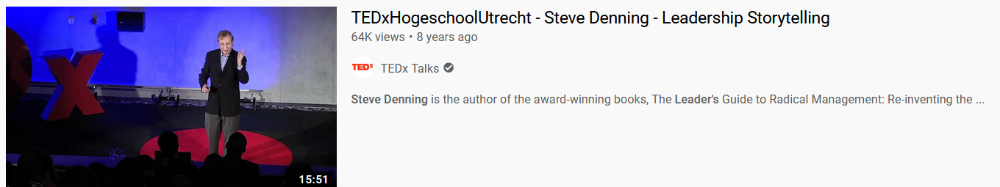 TEDxHogeschoolUtrecht - Steve Denning - Leadership Storytelling
64K views • 8 years ago
TEDx TEDx Talks
Steve Denning is the author of the award-winning books, The Leader's Guide to Radical Management: Re-inventing the ...
X
15:51